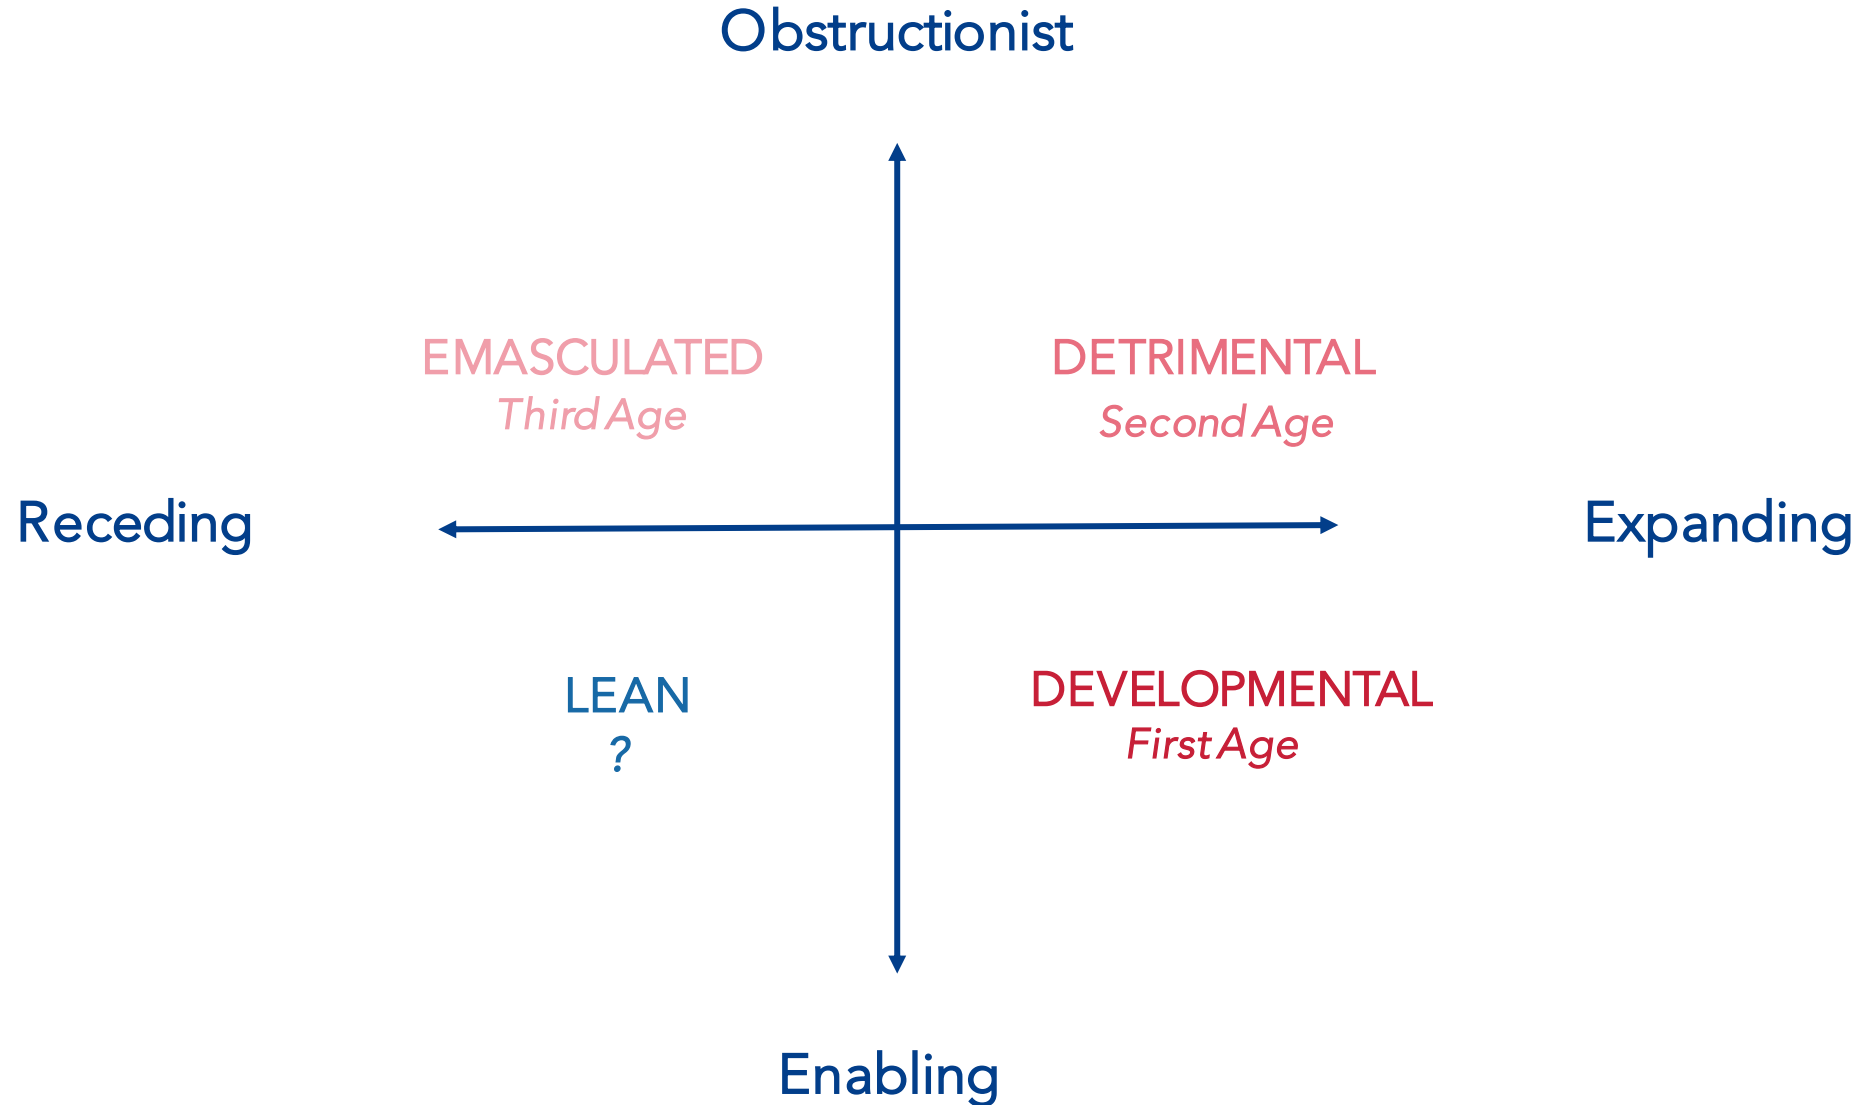 Obstructionist
EMASCULATED
Third Age
DETRIMENTAL
Second Age
Receding
Expanding
LEAN
?
DEVELOPMENTAL
First Age
Enabling